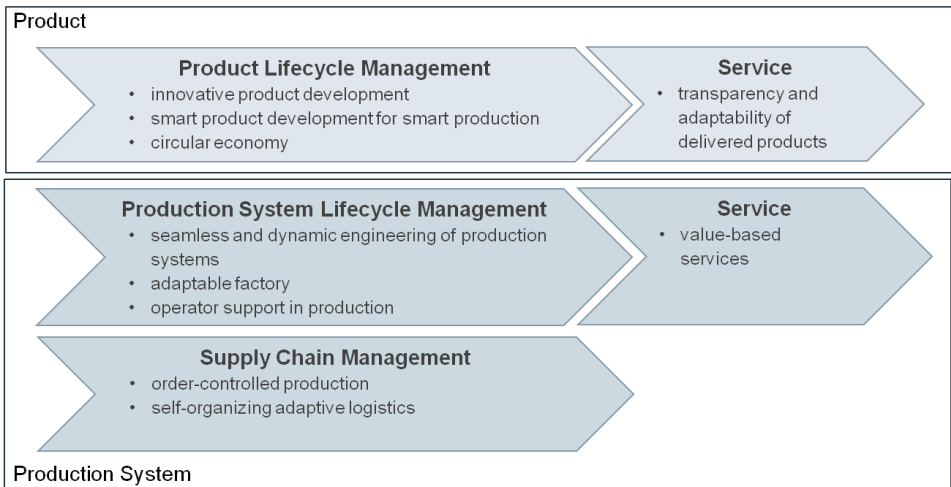 Product
Product Lifecycle Management
• innovative product development
• smart product development for smart production
• circular economy
Service
• transparency and
adaptability of
delivered products
Production System Lifecycle Management
• seamless and dynamic engineering of production
systems
• adaptable factory
• operator support in production
Service
• value-based
services
Supply Chain Management
• order-controlled production
• self-organizing adaptive logistics
Production System